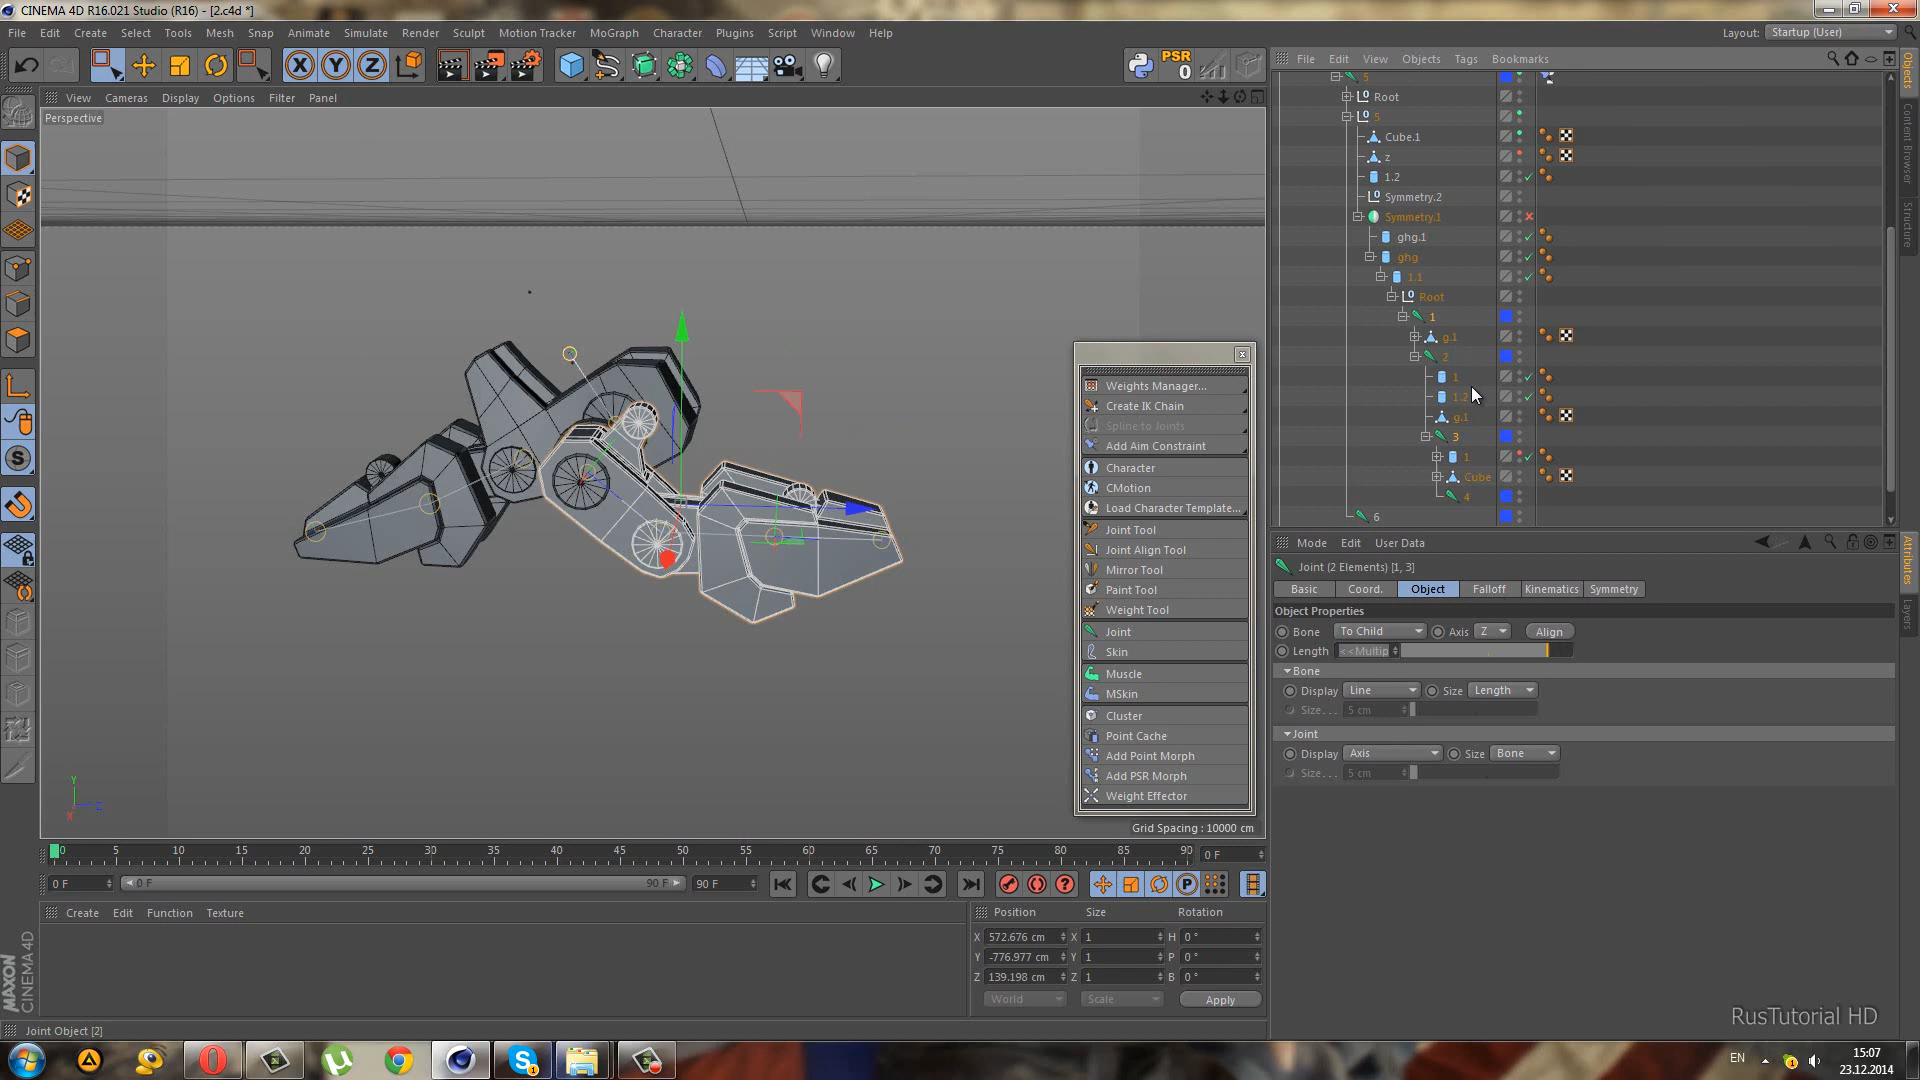 CINEMA 4D R16.021 Studio (R16) - [2.c4d *]
File Edit Create Select Tools Mesh Snap Animate Simulate Render Sculpt Motion Tracker MoGraph Character Plugins Script Window Help
Layout: Startup (User)
PSR
0
File Edit View Objects Tags Bookmarks
View Cameras Display Options Filter Panel
Perspective
5
Root
5
Cube.1
z
1.2
Symmetry.2
Symmetry.1
ghg.1
ghg
1.1
Root
1
g.1
2
1
1.2
g.1
3
1
Cube
4
6
Objects
Content Browser
Structure
Weights Manager...
Create IK Chain
Spline to Joints
Add Aim Constraint
Character
CMotion
Load Character Template...
Joint Tool
Joint Align Tool
Mirror Tool
Paint Tool
Weight Tool
Joint
Skin
Muscle
MSkin
Cluster
Point Cache
Add Point Morph
Add PSR Morph
Weight Effector
Grid Spacing : 10000 cm
Y
Z
X
Mode Edit User Data
Attributes
Layers
Joint (2 Elements) [1, 3]
Basic Coord. Object Falloff Kinematics Symmetry
Object Properties
Bone To Child Axis Z Align
Length <<Multip
Bone
Display Line Size Length
Size... 5 cm
Joint
Display Axis Size Bone
Size... 5 cm
0 5 10 15 20 25 30 35 40 45 50 55 60 65 70 75 80 85 90 0 F
0 F 0 F 90 F 90 F
Create Edit Function Texture
Position Size Rotation
X 572.676 cm X 1 H 0 °
Y -776.977 cm Y 1 P 0 °
Z 139.198 cm Z 1 B 0 °
World Scale Apply
MAXON
CINEMA 4D
Joint Object [2]
RusTutorial HD
EN
15:07
23.12.2014